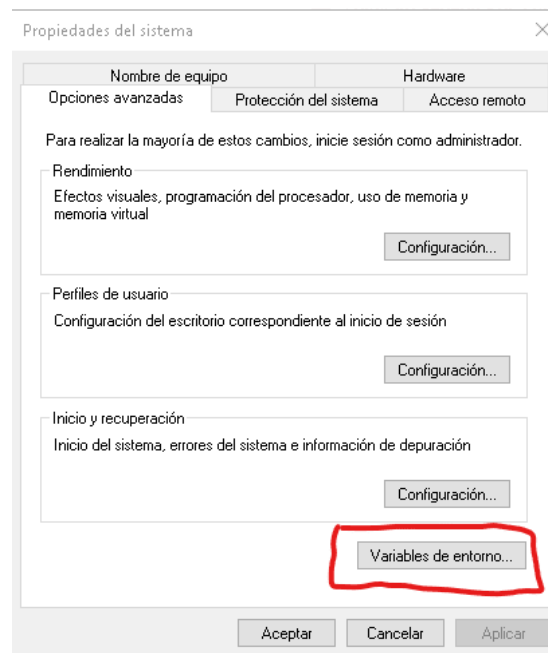 Propiedades del sistema
Nombre de equipo
Hardware
Opciones avanzadas
Protección del sistema
Acceso remoto
Para realizar la mayoría de estos cambios, inicie sesión como administrador.
Rendimiento
Efectos visuales, programación del procesador, uso de memoria y
memoria virtual
Configuración...
Perfiles de usuario
Configuración del escritorio correspondiente al inicio de sesión
Configuración...
Inicio y recuperación
Inicio del sistema, errores del sistema e información de depuración
Configuración...
Variables de entorno...
Aceptar
Cancelar
Aplicar